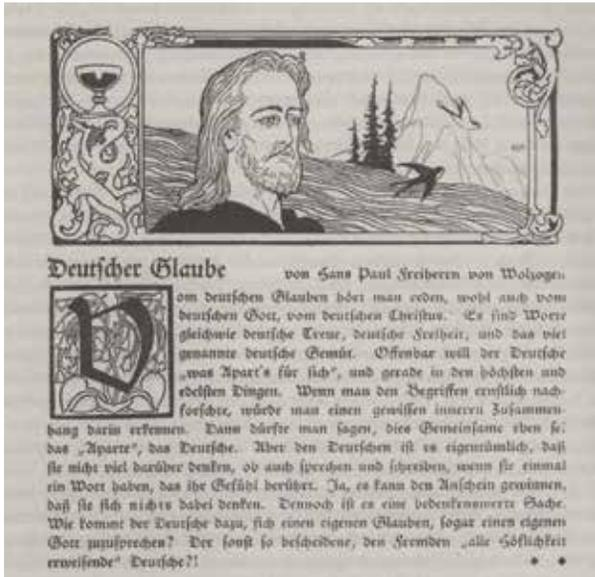 Deutscher Glaube von Hans Paul Freiherrn von Wolzogen
Vom deutschen Glauben hört man reden, wohl auch vom
deutschen Gott, vom deutschen Christus. Es sind Worte
gleichwie deutsche Treue, deutsche Freiheit, und das viel
genannte deutsche Gemüt. Offenbar will der Deutsche
„was Apart's für sich“, und gerade in den höchsten und
edelsten Dingen. Wenn man den Begriffen ernstlich nach-
forschte, würde man einen gewissen inneren Zusammen-
hang darin erkennen. Dann dürfte man sagen, dies Gemeinsame eben sei
das „Aparte“, das Deutsche. Aber den Deutschen ist es eigentümlich, daß
sie nicht viel darüber denken, ob auch sprechen und schreiben, wenn sie einmal
ein Wort haben, das ihr Gefühl berührt. Ja, es kann den Anschein gewinnen,
daß sie sich nichts dabei denken. Dennoch ist es eine bedenkenswerte Sache.
Wie kommt der Deutsche dazu, sich einen eigenen Glauben, sogar einen eigenen
Gott zuzusprechen? Der sonst so bescheidene, den Fremden „alle Höflichkeit
erweisende“ Deutsche?!